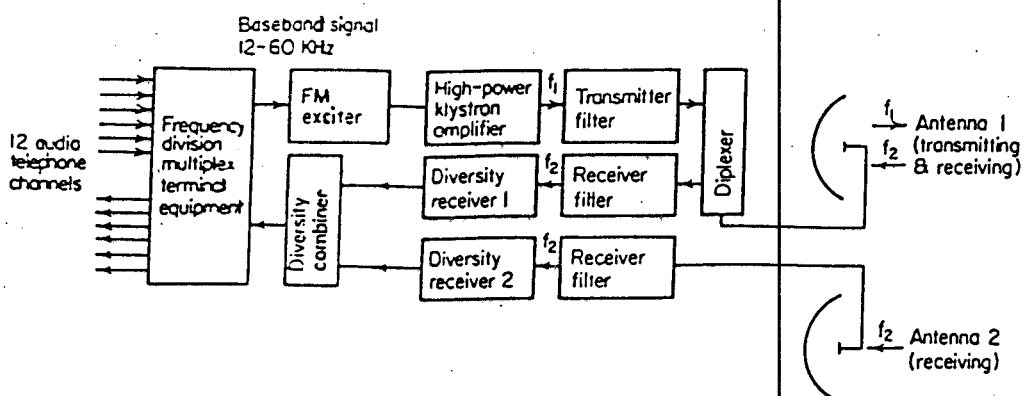 Baseband signal
12-60 KHz
12 audio
telephone
channels
Frequency
division
multiplex
terminal
equipment
FM
exciter
High-power
klystron
amplifier
f₁
Transmitter
filter
Diplexer
Diversity
combiner
Diversity
receiver 1
f₂
Receiver
filter
Diversity
receiver 2
f₂
Receiver
filter
f₁
f₂
Antenna 1
(transmitting
& receiving)
f₂
Antenna 2
(receiving)